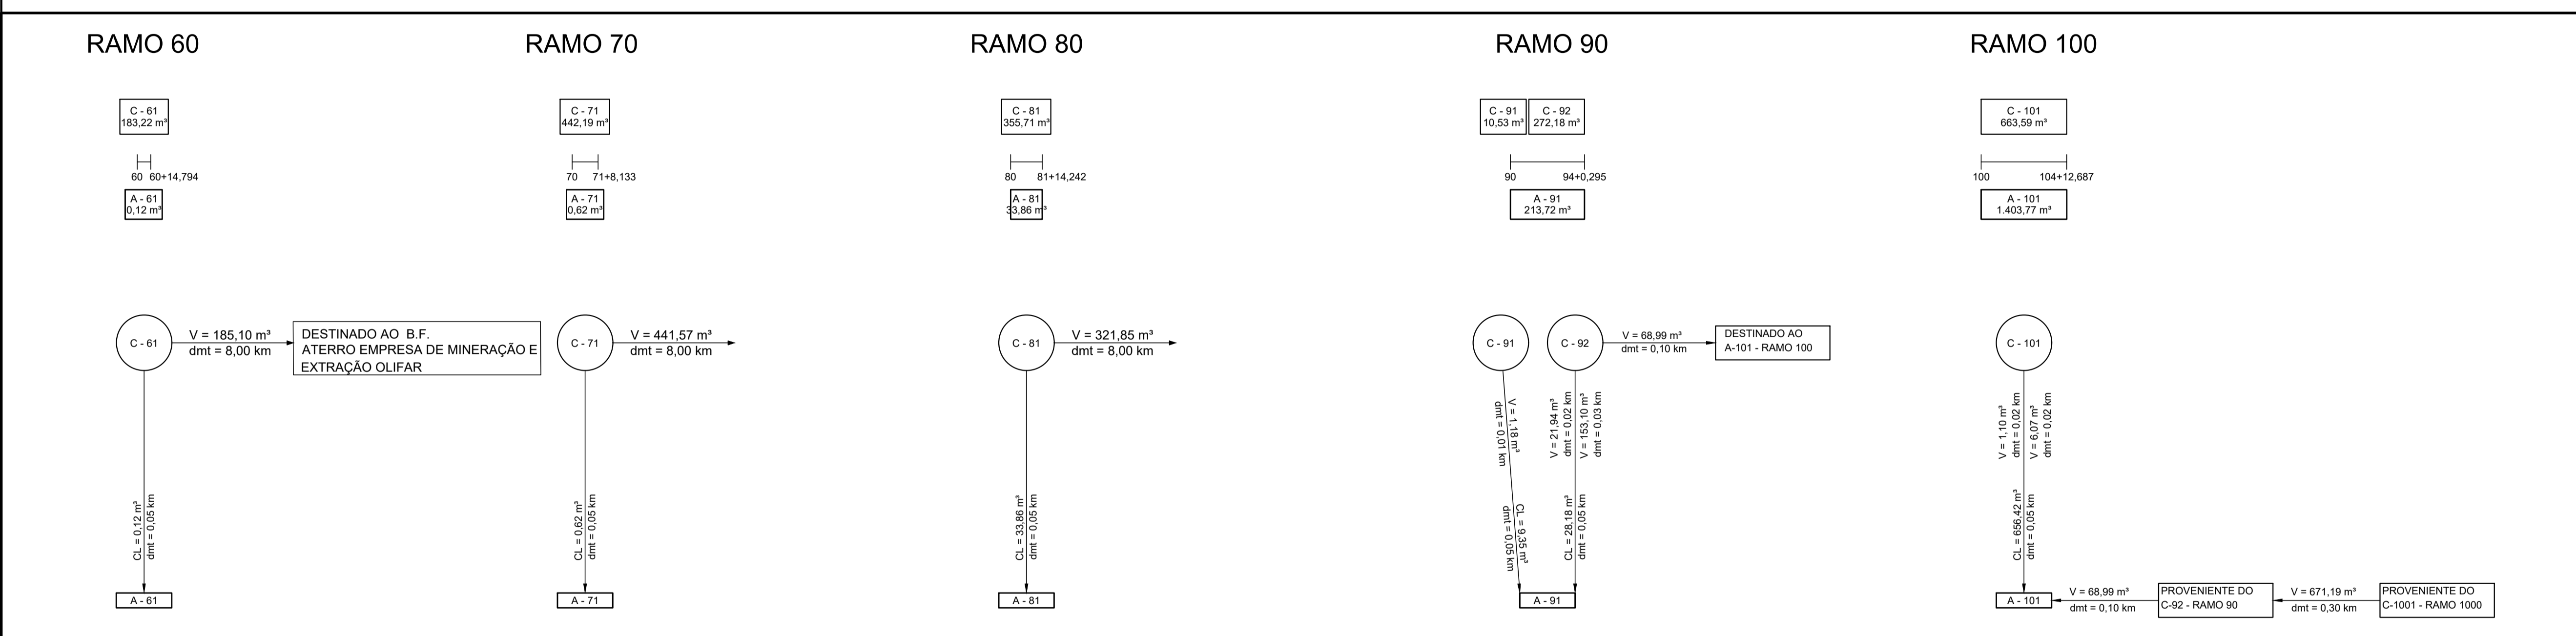 RAMO 60
C - 61
183,22 m³
60 60+14,794
A - 61
0,12 m³
C - 61
V = 185,10 m³
dmt = 8,00 km
DESTINADO AO B.F.
ATERRO EMPRESA DE MINERAÇÃO E
EXTRAÇÃO OLIFAR
CL = 0,12 m³
dmt = 0,05 km
A - 61
RAMO 70
C - 71
442,19 m³
70 71+8,133
A - 71
0,62 m³
C - 71
V = 441,57 m³
dmt = 8,00 km
CL = 0,62 m³
dmt = 0,05 km
A - 71
RAMO 80
C - 81
355,71 m³
80 81+14,242
A - 81
33,86 m³
C - 81
V = 321,85 m³
dmt = 8,00 km
CL = 33,86 m³
dmt = 0,05 km
A - 81
RAMO 90
C - 91
10,53 m³
C - 92
272,18 m³
90 94+0,295
A - 91
213,72 m³
C - 91
C - 92
V = 68,99 m³
dmt = 0,10 km
DESTINADO AO
A-101 - RAMO 100
V = 1,18 m³
dmt = 0,01 km
CL = 9,35 m³
dmt = 0,05 km
V = 21,94 m³
dmt = 0,02 km
V = 153,10 m³
dmt = 0,03 km
CL = 28,18 m³
dmt = 0,05 km
A - 91
RAMO 100
C - 101
663,59 m³
100 104+12,687
A - 101
1.403,77 m³
C - 101
V = 1,10 m³
dmt = 0,02 km
V = 6,07 m³
dmt = 0,02 km
CL = 656,42 m³
dmt = 0,05 km
A - 101
V = 68,99 m³
dmt = 0,10 km
PROVENIENTE DO
C-92 - RAMO 90
V = 671,19 m³
dmt = 0,30 km
PROVENIENTE DO
C-1001 - RAMO 1000